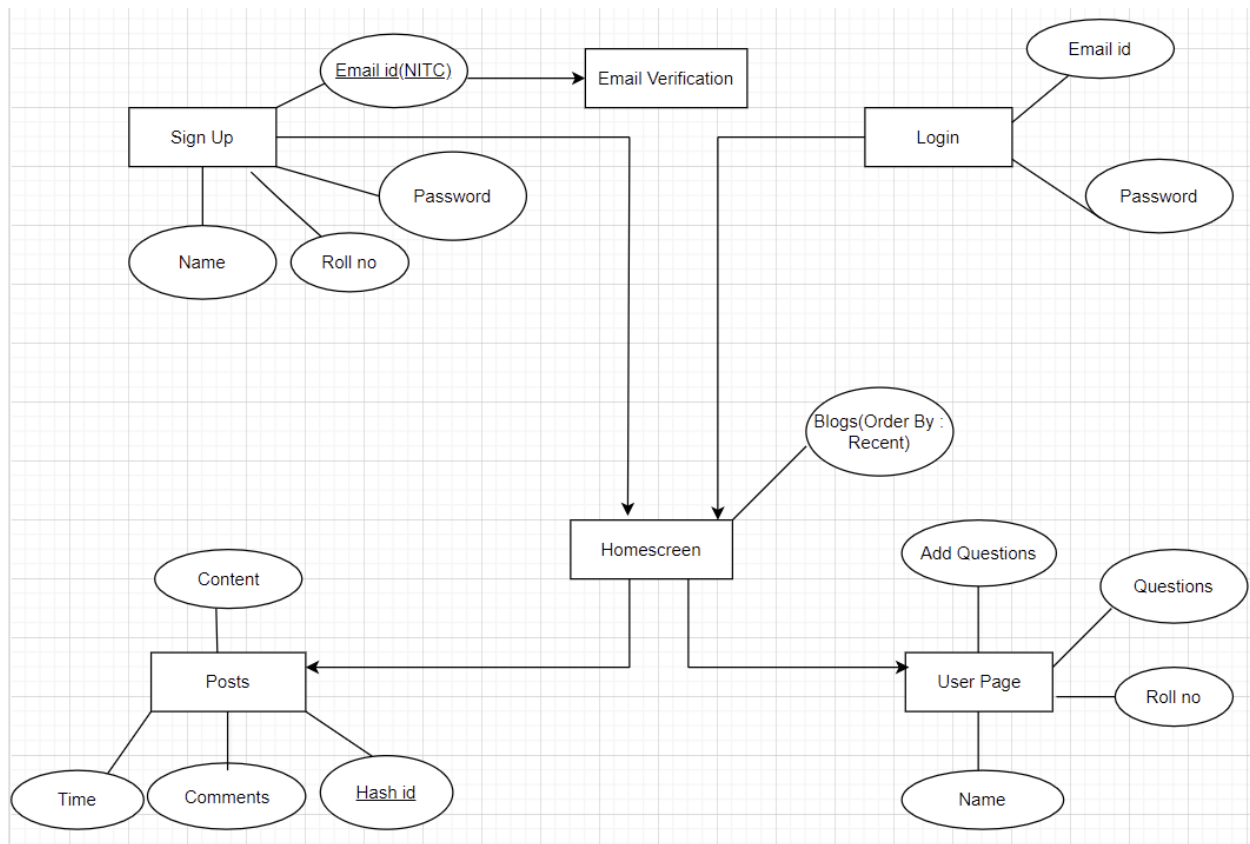 Email id
Email id(NITC)
Email Verification
Sign Up
Login
Password
Password
Name
Roll no
Blogs(Order By :
Recent)
Homescreen
Add Questions
Content
Questions
Posts
User Page
Roll no
Time
Comments
Hash id
Name